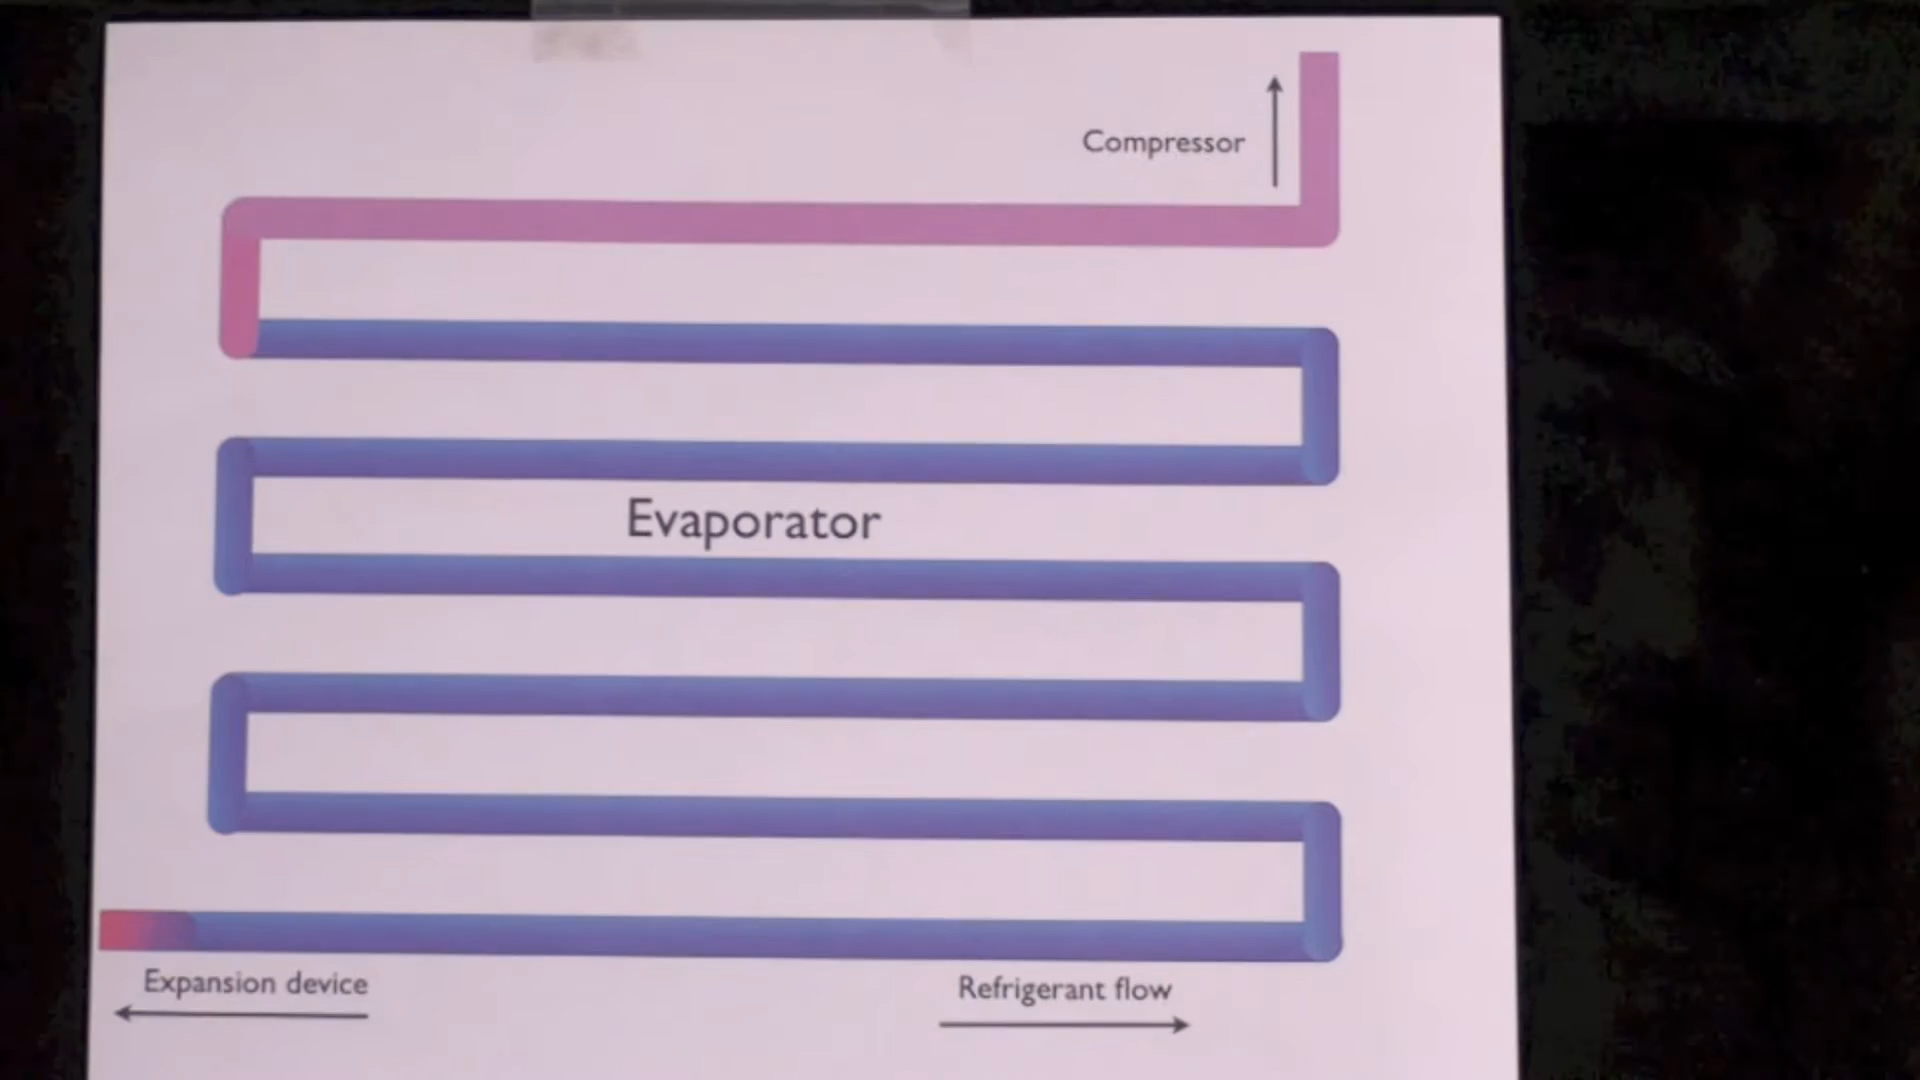 Compressor
Evaporator
Expansion device
Refrigerant flow